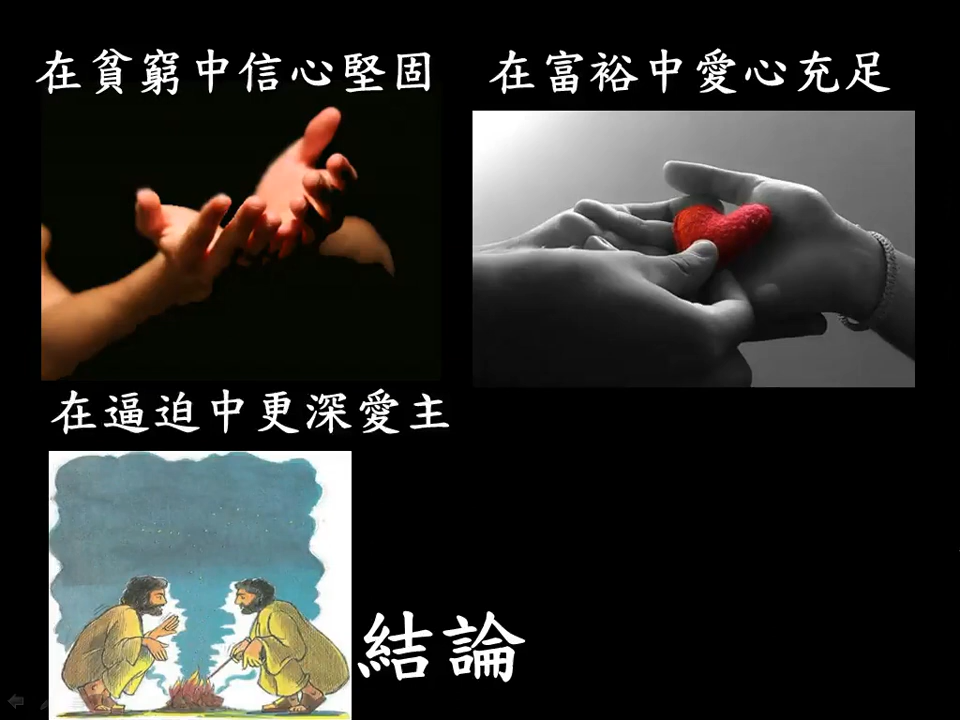 在貧窮中信心堅固
在富裕中愛心充足
在逼迫中更深愛主
結論